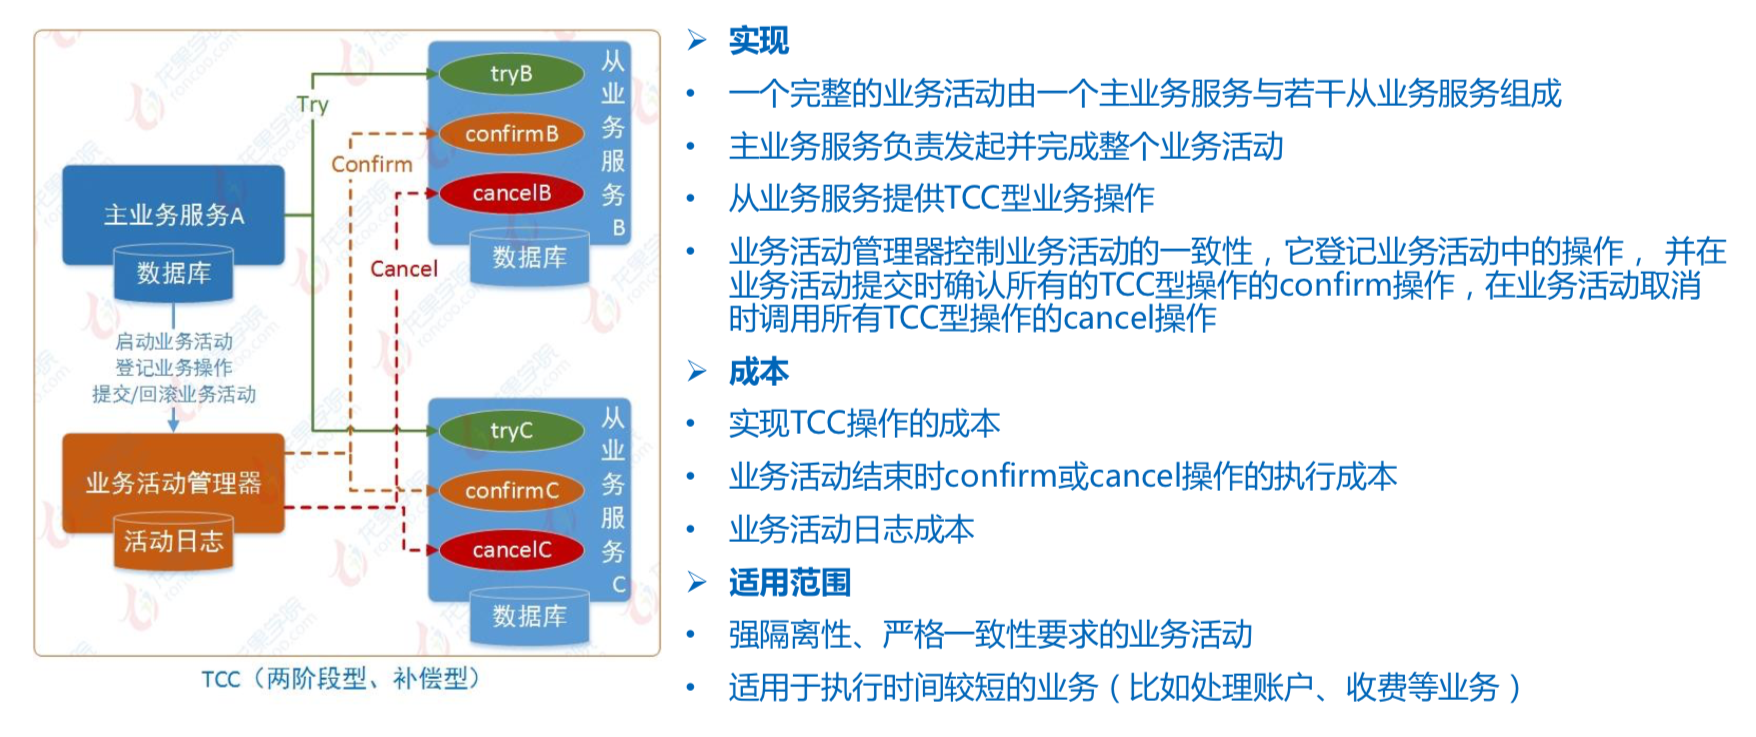 Try
Confirm
Cancel
主业务服务A
数据库
启动业务活动
登记业务操作
提交/回滚业务活动
业务活动管理器
活动日志
tryB
confirmB
cancelB
从业务服务B
数据库
tryC
confirmC
cancelC
从业务服务C
数据库
TCC（两阶段型、补偿型）
龙果学院
roncoo.com
➢ 实现
• 一个完整的业务活动由一个主业务服务与若干从业务服务组成
• 主业务服务负责发起并完成整个业务活动
• 从业务服务提供TCC型业务操作
• 业务活动管理器控制业务活动的一致性，它登记业务活动中的操作， 并在
业务活动提交时确认所有的TCC型操作的confirm操作，在业务活动取消
时调用所有TCC型操作的cancel操作
➢ 成本
• 实现TCC操作的成本
• 业务活动结束时confirm或cancel操作的执行成本
• 业务活动日志成本
➢ 适用范围
• 强隔离性、严格一致性要求的业务活动
• 适用于执行时间较短的业务（比如处理账户、收费等业务）